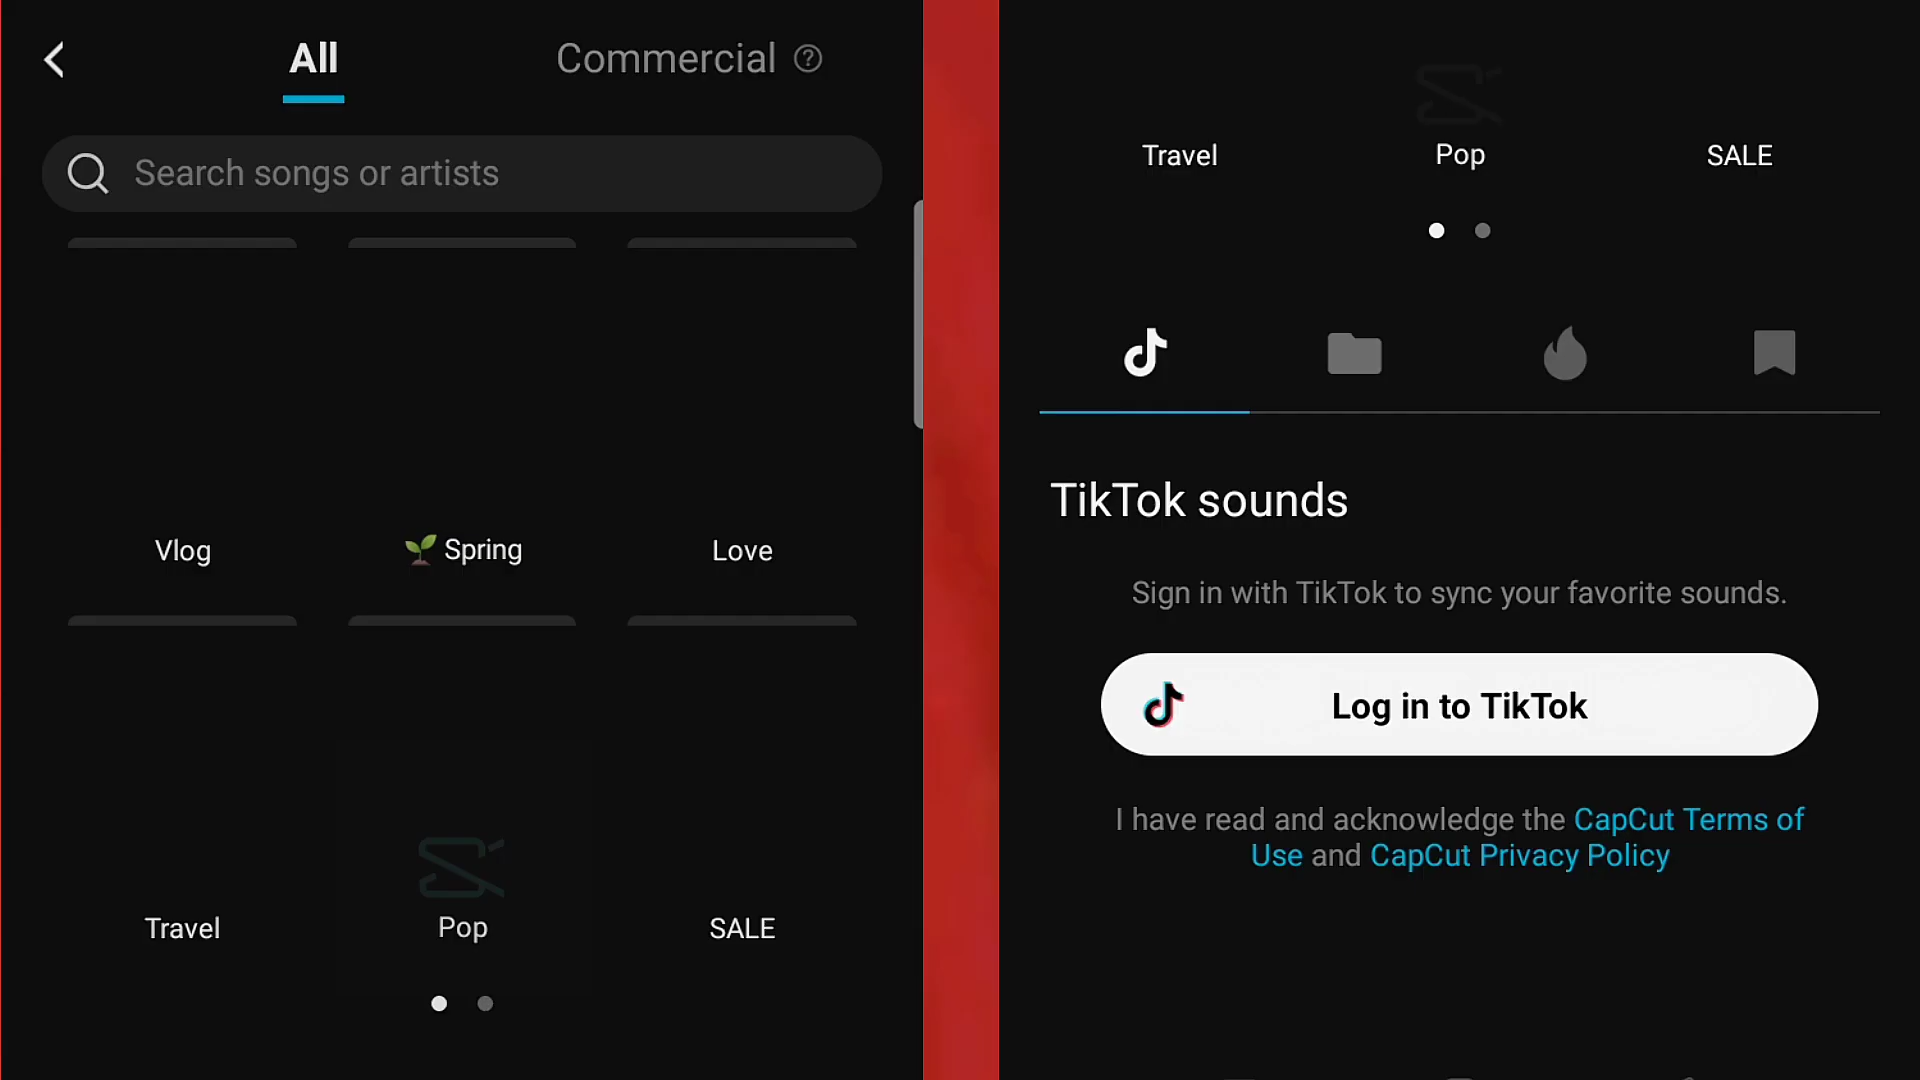 All
Commercial
Search songs or artists
Vlog
🌱 Spring
Love
Travel
Pop
SALE
Travel
Pop
SALE
TikTok sounds
Sign in with TikTok to sync your favorite sounds.
Log in to TikTok
I have read and acknowledge the CapCut Terms of
Use and CapCut Privacy Policy